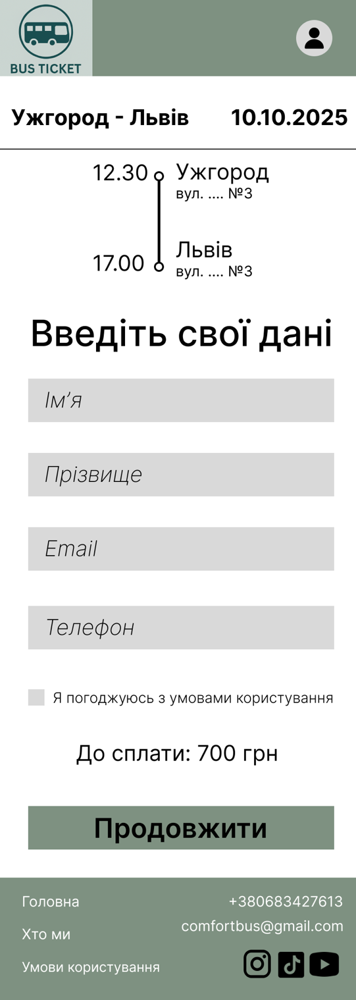 BUS TICKET
Ужгород - Львів 10.10.2025
12.30 Ужгород
вул. .... №3
Львів
17.00
вул. .... №3
Введіть свої дані
Ім’я
Прізвище
Email
Телефон
Я погоджуюсь з умовами користування
До сплати: 700 грн
Продовжити
Головна +380683427613
comfortbus@gmail.com
Хто ми
Умови користування